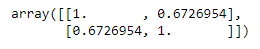 array([[1.       , 0.6726954],
       [0.6726954, 1.       ]])